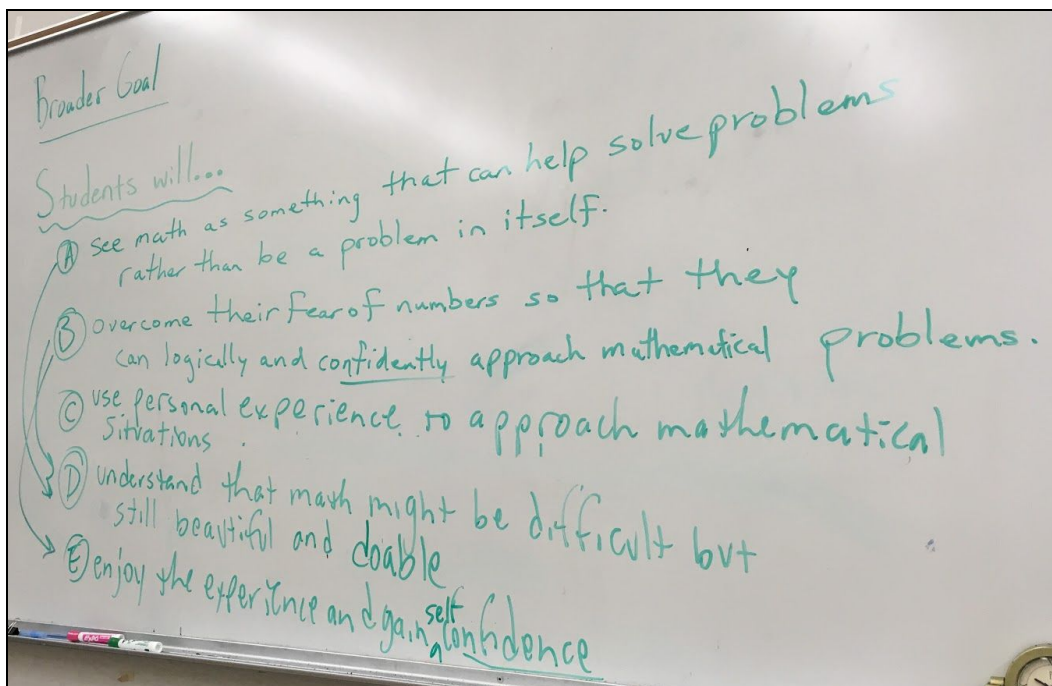 Broader Goal
Students will...
A see math as something that can help solve problems
rather than be a problem in itself.
B overcome their fear of numbers so that they
can logically and confidently approach mathematical problems.
C use personal experience to approach mathematical
situations.
D understand that math might be difficult but
still beautiful and doable
E enjoy the experience and gain self confidence